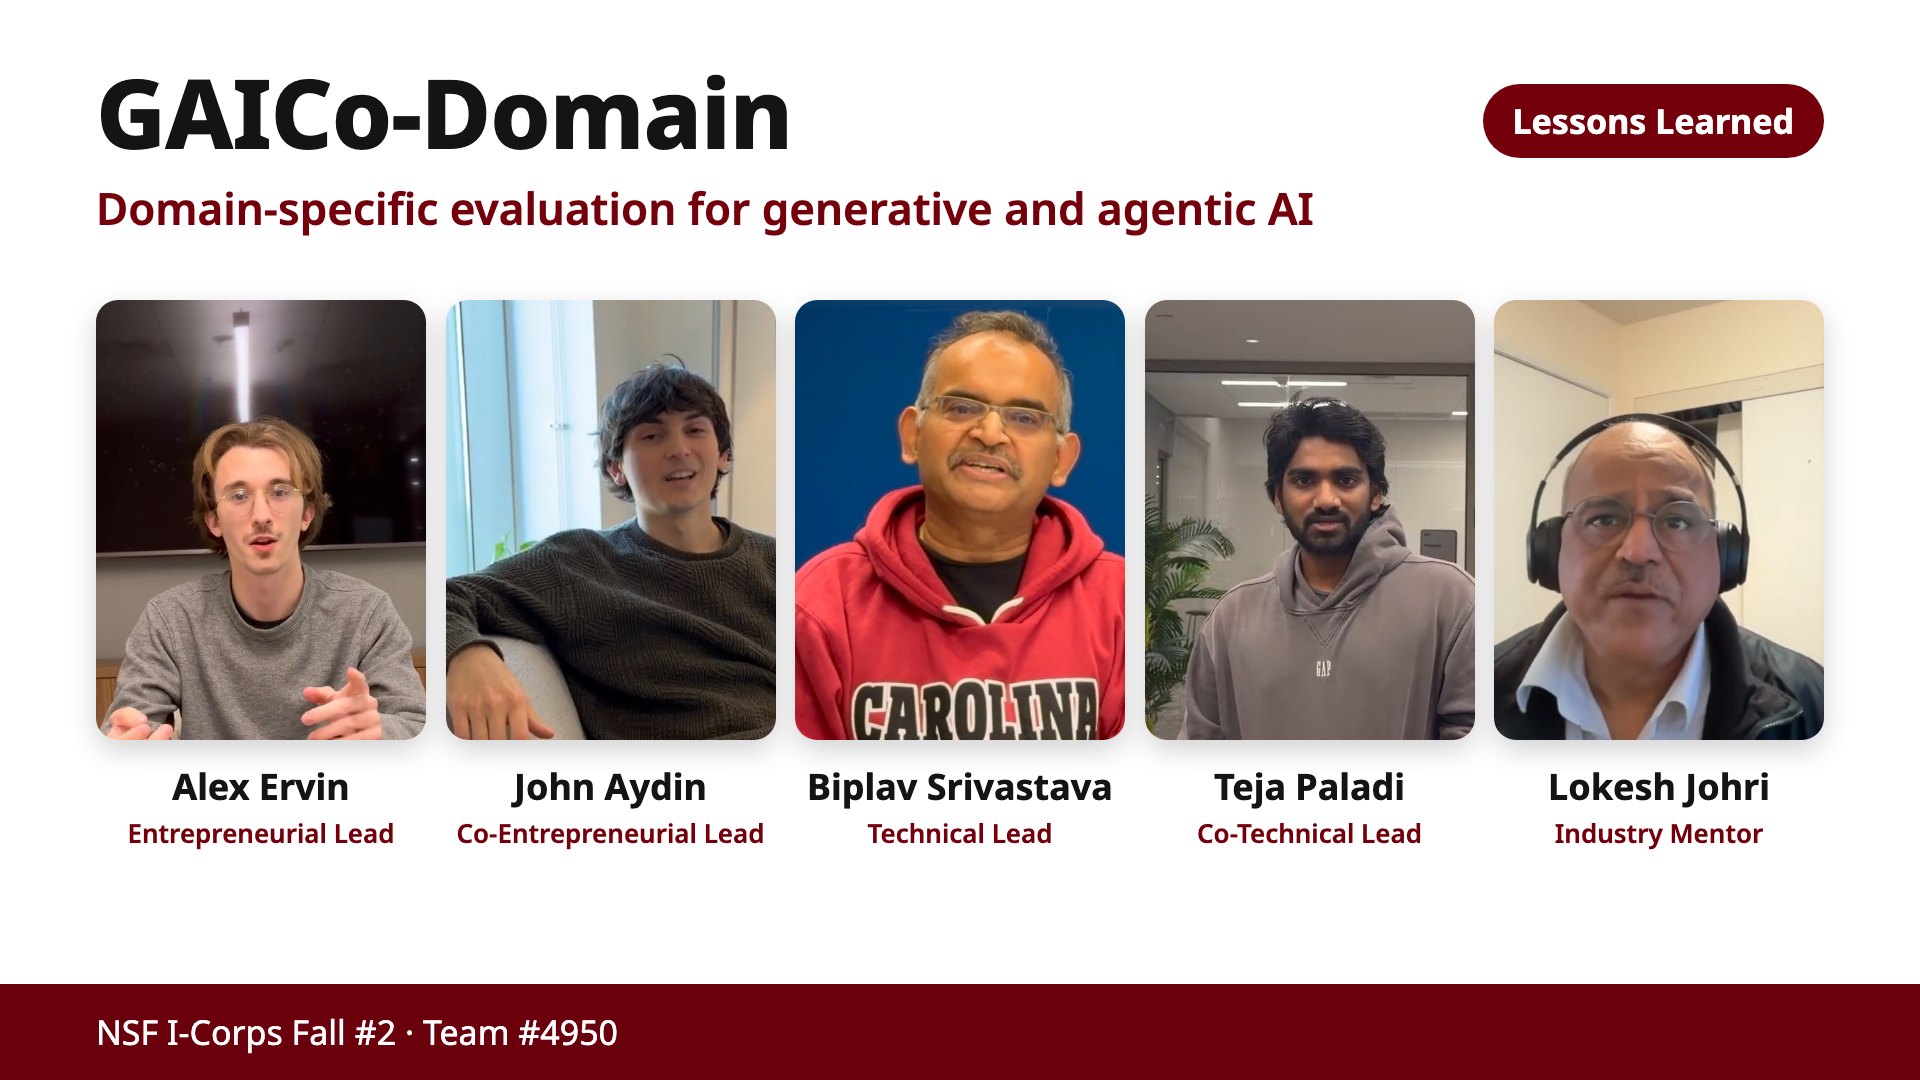 GAICo-Domain
Lessons Learned
Domain-specific evaluation for generative and agentic AI
CAROLINA
GAP
Alex Ervin
Entrepreneurial Lead
John Aydin
Co-Entrepreneurial Lead
Biplav Srivastava
Technical Lead
Teja Paladi
Co-Technical Lead
Lokesh Johri
Industry Mentor
NSF I-Corps Fall #2 · Team #4950